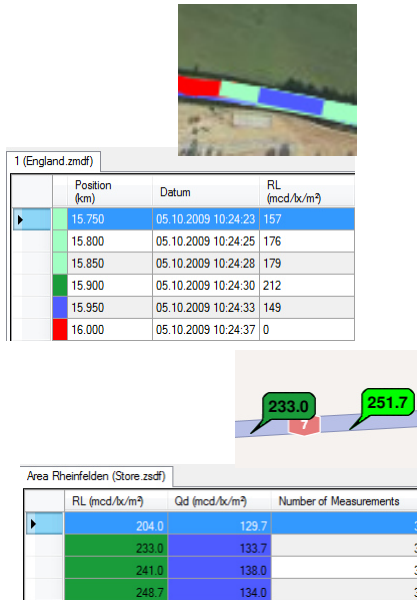 1 (England.zmdf)
Position (km) Datum RL (mcd/lx/m²)
15.750 05.10.2009 10:24:23 157
15.800 05.10.2009 10:24:25 176
15.850 05.10.2009 10:24:28 179
15.900 05.10.2009 10:24:30 212
15.950 05.10.2009 10:24:33 149
16.000 05.10.2009 10:24:37 0
233.0 251.7
7
Area Rheinfelden (Store.zsdf)
RL (mcd/lx/m²) Qd (mcd/lx/m²) Number of Measurements
204.0 129.7
233.0 133.7
241.0 138.0
248.7 134.0